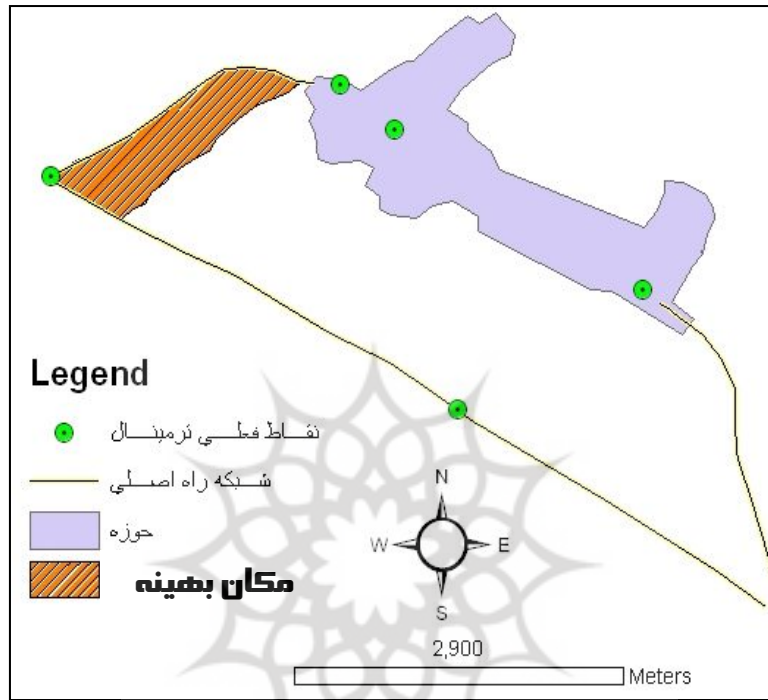 Legend
نقاط فعلی ترمینال
شبکه راه اصلی
حوزه
مکان بهینه
N
W E
S
2,900
Meters